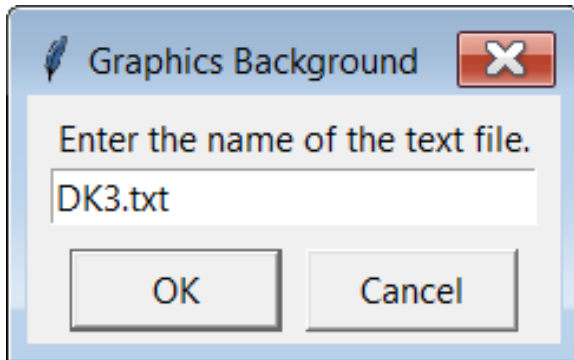 Graphics Background
Enter the name of the text file.
DK3.txt
OK Cancel